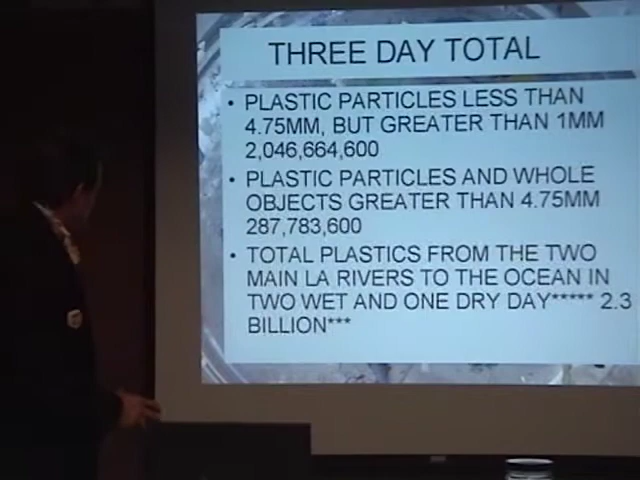 THREE DAY TOTAL
• PLASTIC PARTICLES LESS THAN
4.75MM, BUT GREATER THAN 1MM
2,046,664,600
• PLASTIC PARTICLES AND WHOLE
OBJECTS GREATER THAN 4.75MM
287,783,600
• TOTAL PLASTICS FROM THE TWO
MAIN LA RIVERS TO THE OCEAN IN
TWO WET AND ONE DRY DAY***** 2.3
BILLION***